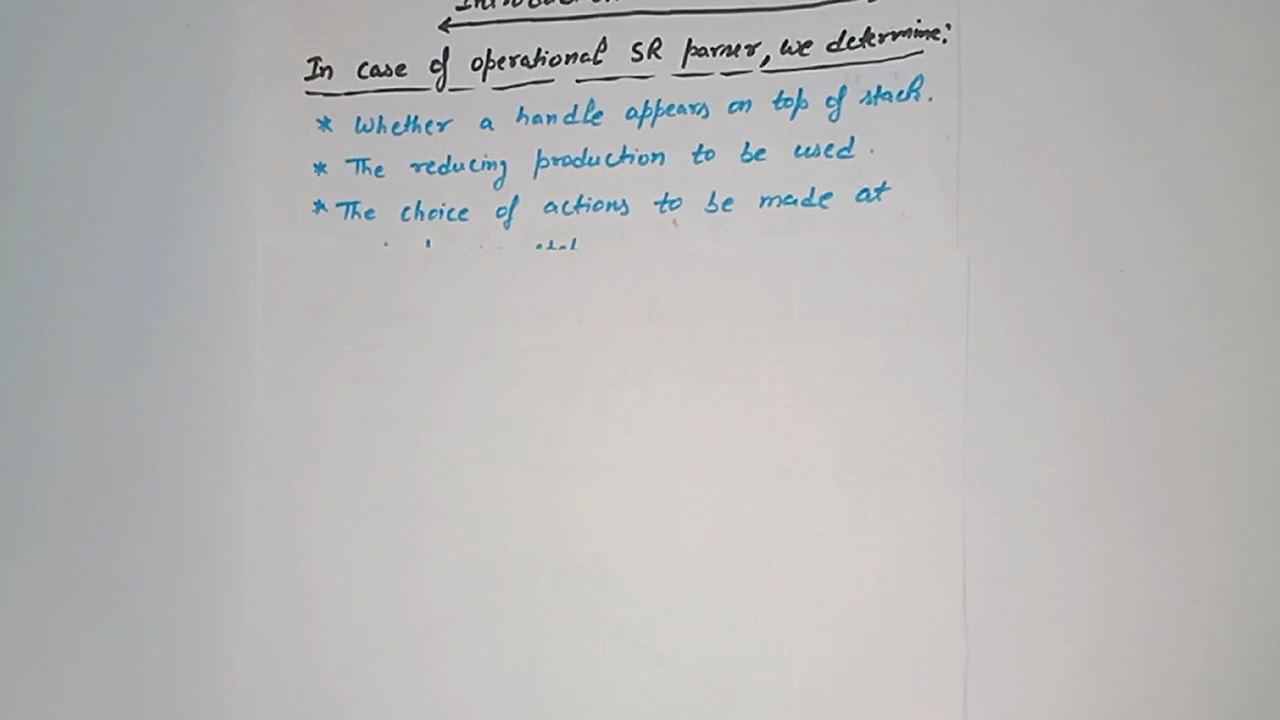 In case of operational SR parser, we determine:
* Whether a handle appears on top of stack.
* The reducing production to be used.
* The choice of actions to be made at